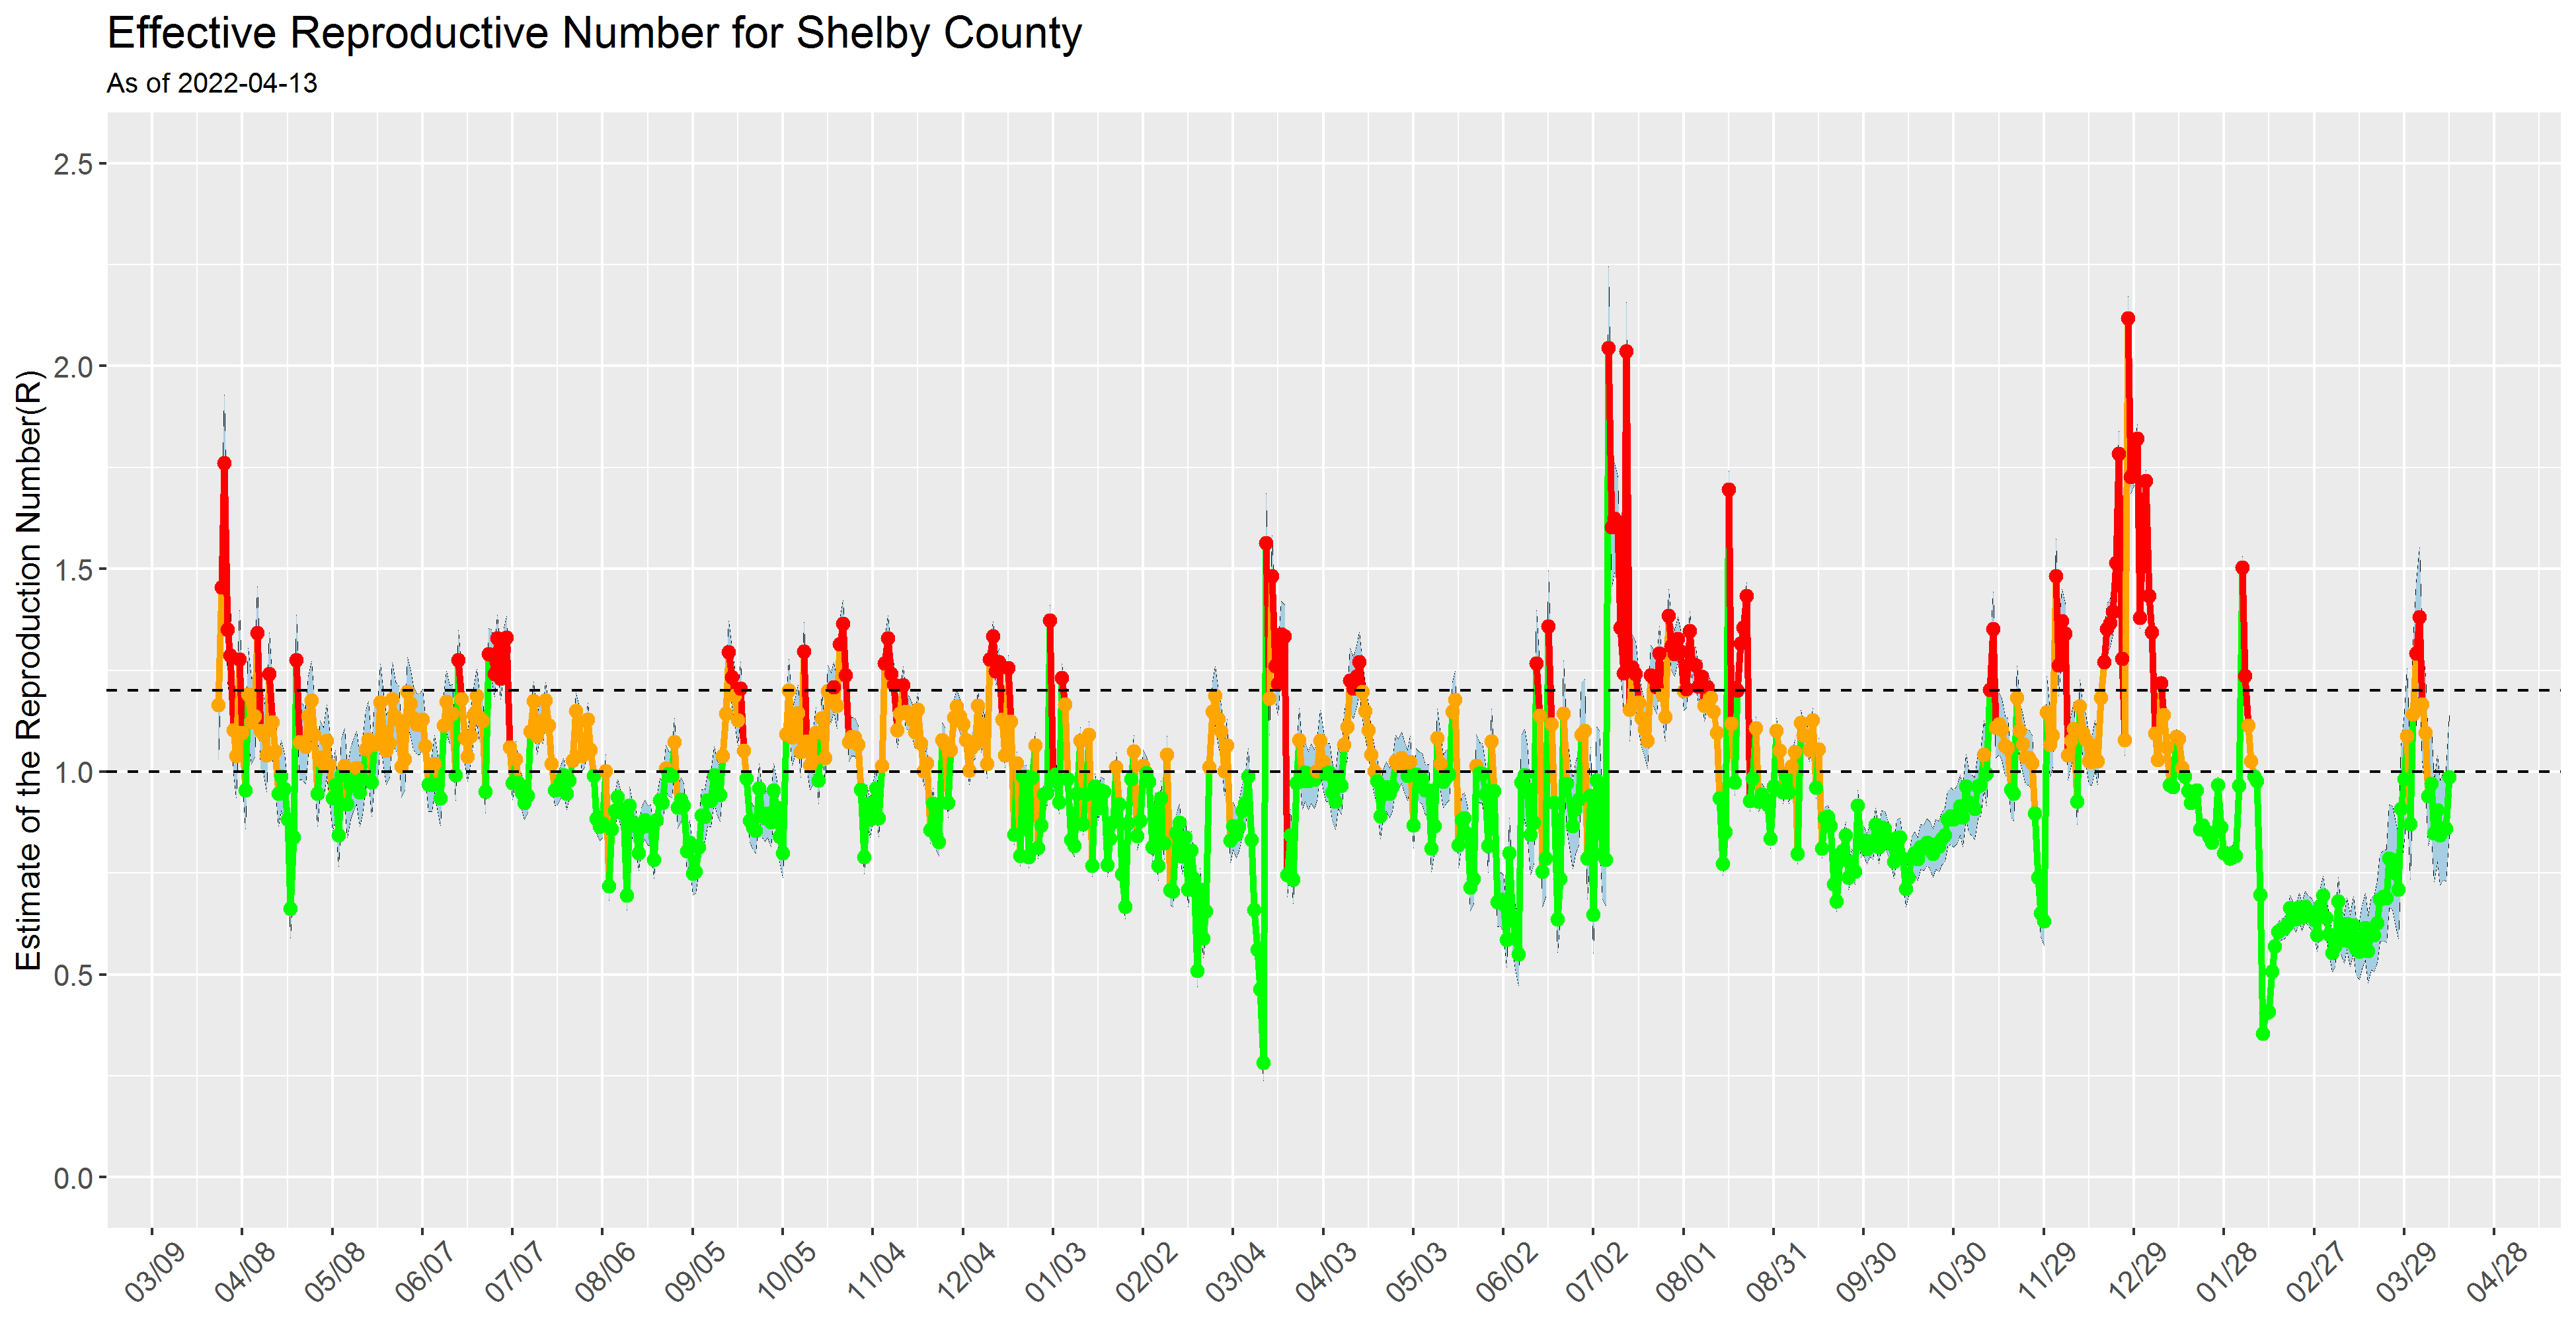 Effective Reproductive Number for Shelby County
As of 2022-04-13
Estimate of the Reproduction Number(R)
2.5
2.0
1.5
1.0
0.5
0.0
03/09 04/08 05/08 06/07 07/07 08/06 09/05 10/05 11/04 12/04 01/03 02/02 03/04 04/03 05/03 06/02 07/02 08/01 08/31 09/30 10/30 11/29 12/29 01/28 02/27 03/29 04/28